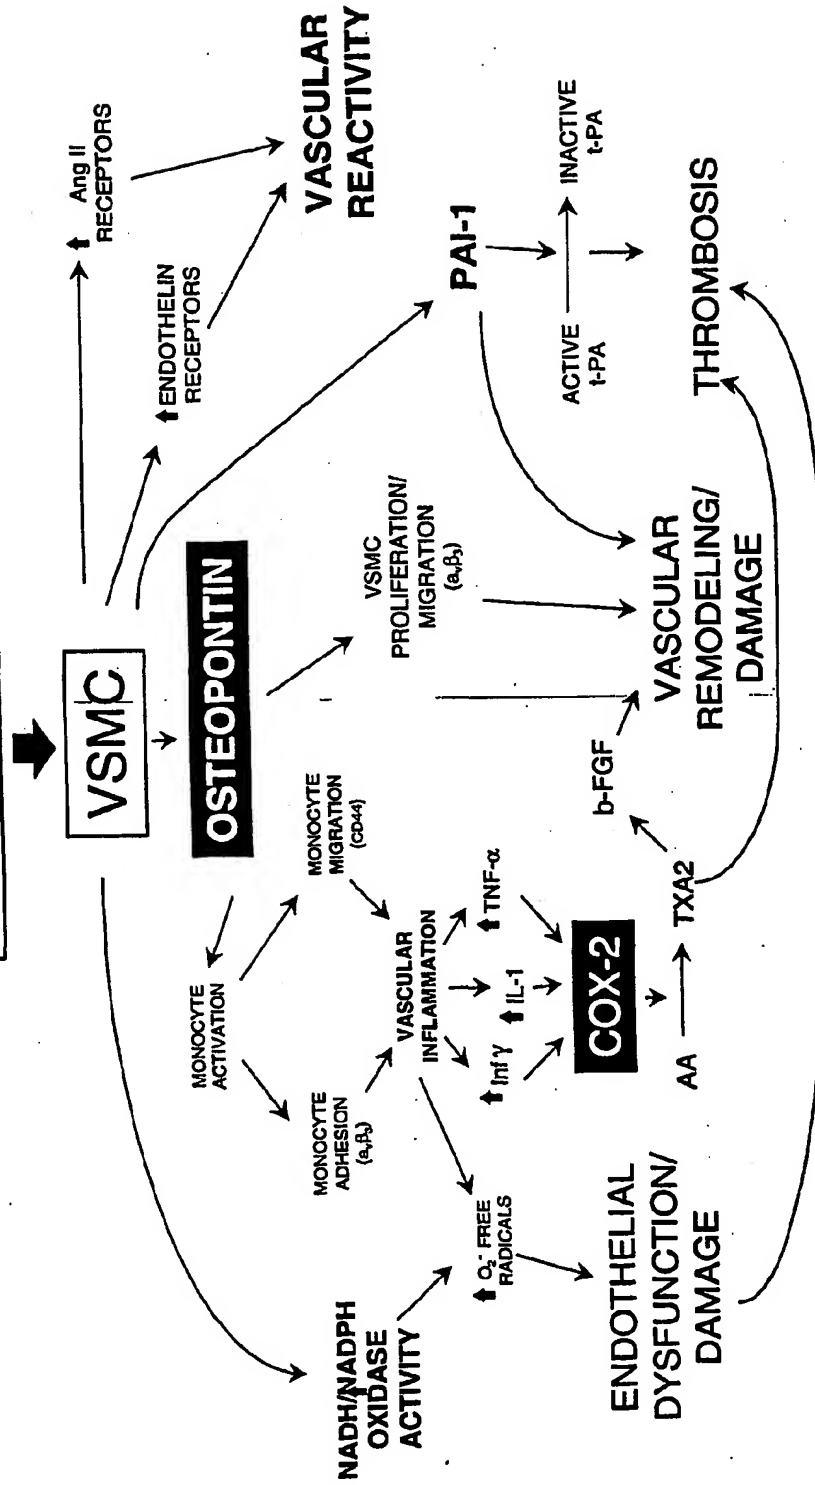 VSMC
OSTEOPONTIN
↑ Ang II
RECEPTORS
↑ENDOTHELIN
RECEPTORS
VASCULAR
REACTIVITY
MONOCYTE
ACTIVATION
MONOCYTE
ADHESION
(αᵥβ₃)
MONOCYTE
MIGRATION
(CD44)
VSMC
PROLIFERATION/
MIGRATION
(αᵥβ₃)
PAI-1
NADH/NADPH
OXIDASE
ACTIVITY
VASCULAR
INFLAMMATION
↑ O₂⁻ FREE
RADICALS
↑Inf γ
↑IL-1
↑TNF-α
ACTIVE
t-PA
INACTIVE
t-PA
COX-2
b-FGF
AA
TXA2
ENDOTHELIAL
DYSFUNCTION/
DAMAGE
VASCULAR
REMODELING/
DAMAGE
THROMBOSIS